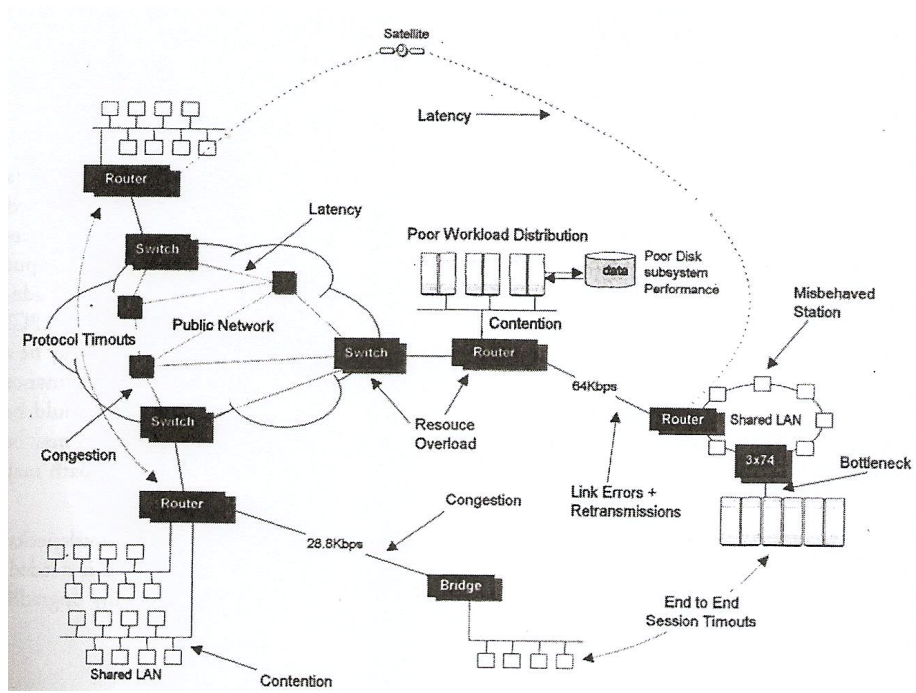 Satellite
Latency
Router
Latency
Switch
Poor Workload Distribution
data
Poor Disk
subsystem
Performance
Misbehaved
Station
Public Network
Contention
Protocol Timouts
Switch
Router
64Kbps
Router
Shared LAN
Switch
Resouce
Overload
Congestion
3x74
Bottleneck
Link Errors +
Retransmissions
Router
Congestion
28.8Kbps
Bridge
End to End
Session Timouts
Shared LAN
Contention